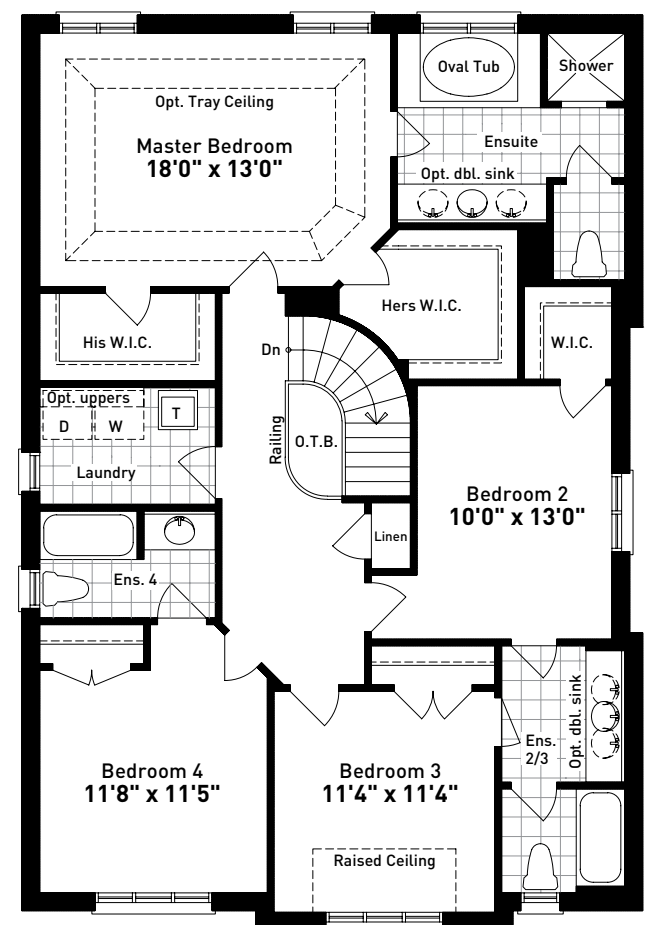 Oval Tub
Shower
Opt. Tray Ceiling
Master Bedroom
18'0" x 13'0"
Ensuite
Opt. dbl. sink
Hers W.I.C.
His W.I.C.
W.I.C.
Dn
Opt. uppers
D W T
Railing
O.T.B.
Laundry
Bedroom 2
10'0" x 13'0"
Linen
Ens. 4
Opt. dbl. sink
Ens.
2/3
Bedroom 4
11'8" x 11'5"
Bedroom 3
11'4" x 11'4"
Raised Ceiling